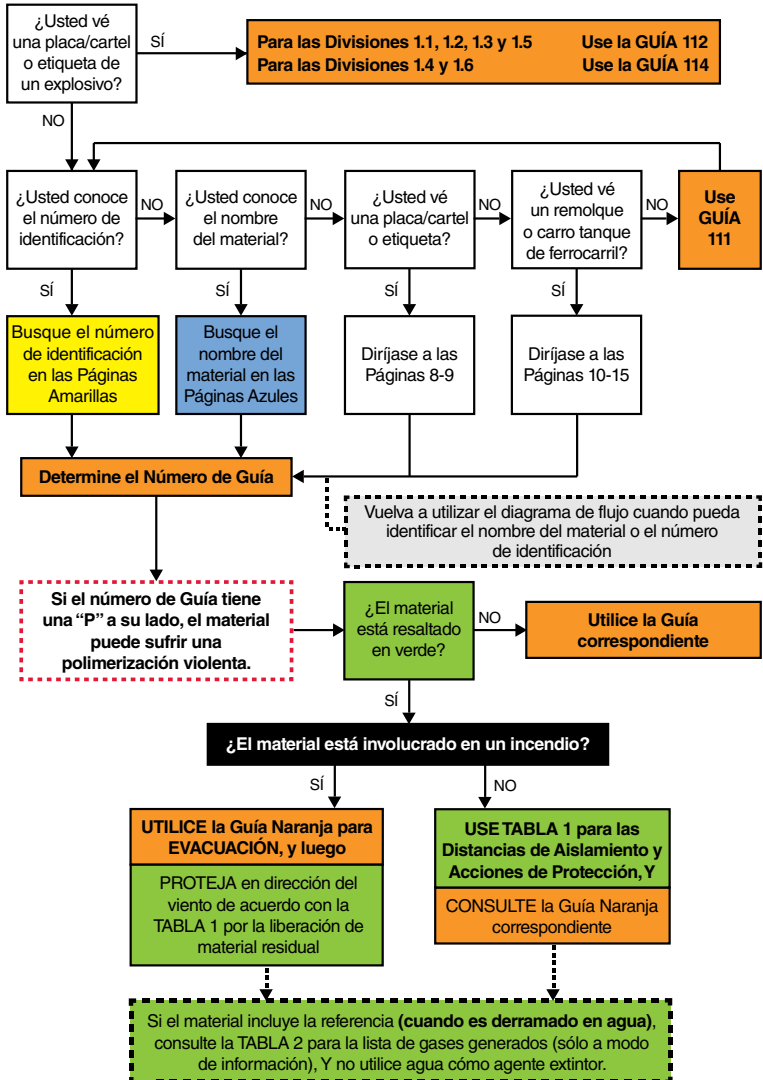 ¿Usted vé
una placa/cartel
o etiqueta de
un explosivo?
SÍ
Para las Divisiones 1.1, 1.2, 1.3 y 1.5 Use la GUÍA 112
Para las Divisiones 1.4 y 1.6 Use la GUÍA 114
NO
¿Usted conoce
el número de
identificación?
NO
¿Usted conoce
el nombre
del material?
NO
¿Usted vé
una placa/cartel
o etiqueta?
NO
¿Usted vé
un remolque
o carro tanque
de ferrocarril?
NO
Use
GUÍA
111
SÍ
SÍ
SÍ
SÍ
Busque el número
de identificación
en las Páginas
Amarillas
Busque el
nombre del
material en las
Páginas Azules
Diríjase a las
Páginas 8-9
Diríjase a las
Páginas 10-15
Determine el Número de Guía
Vuelva a utilizar el diagrama de flujo cuando pueda
identificar el nombre del material o el número
de identificación
Si el número de Guía tiene
una “P” a su lado, el material
puede sufrir una
polimerización violenta.
¿El material
está resaltado
en verde?
NO
Utilice la Guía
correspondiente
SÍ
¿El material está involucrado en un incendio?
SÍ
NO
UTILICE la Guía Naranja para
EVACUACIÓN, y luego
PROTEJA en dirección del
viento de acuerdo con la
TABLA 1 por la liberación de
material residual
USE TABLA 1 para las
Distancias de Aislamiento y
Acciones de Protección, Y
CONSULTE la Guía Naranja
correspondiente
Si el material incluye la referencia (cuando es derramado en agua),
consulte la TABLA 2 para la lista de gases generados (sólo a modo
de información), Y no utilice agua cómo agente extintor.